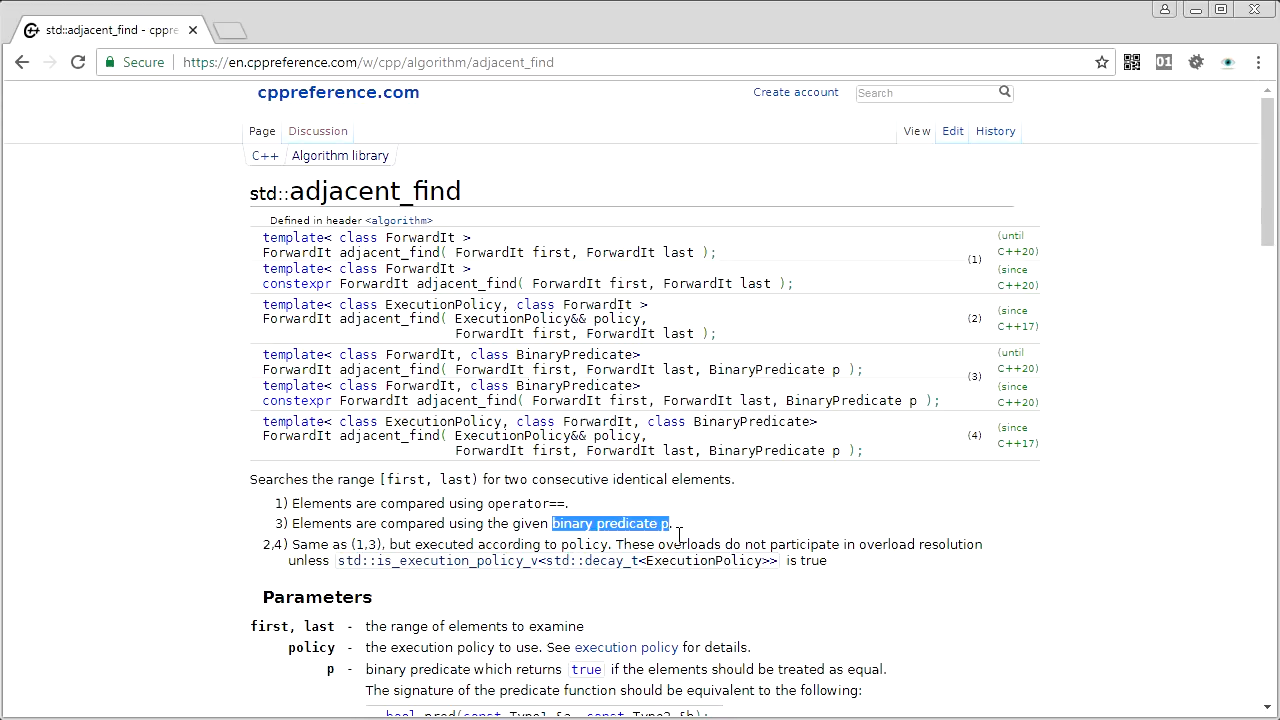 std::adjacent_find - cppre
Secure https://en.cppreference.com/w/cpp/algorithm/adjacent_find 01
cppreference.com Create account Search
Page Discussion View Edit History
C++ Algorithm library
std::adjacent_find
Defined in header <algorithm>
template< class ForwardIt > (until
ForwardIt adjacent_find( ForwardIt first, ForwardIt last ); C++20)
(1)
template< class ForwardIt > (since
constexpr ForwardIt adjacent_find( ForwardIt first, ForwardIt last ); C++20)
template< class ExecutionPolicy, class ForwardIt > (since
ForwardIt adjacent_find( ExecutionPolicy&& policy, (2) C++17)
ForwardIt first, ForwardIt last );
template< class ForwardIt, class BinaryPredicate> (until
ForwardIt adjacent_find( ForwardIt first, ForwardIt last, BinaryPredicate p ); C++20)
(3)
template< class ForwardIt, class BinaryPredicate> (since
constexpr ForwardIt adjacent_find( ForwardIt first, ForwardIt last, BinaryPredicate p ); C++20)
template< class ExecutionPolicy, class ForwardIt, class BinaryPredicate> (since
ForwardIt adjacent_find( ExecutionPolicy&& policy, (4) C++17)
ForwardIt first, ForwardIt last, BinaryPredicate p );
Searches the range [first, last) for two consecutive identical elements.
1) Elements are compared using operator==.
3) Elements are compared using the given binary predicate p.
2,4) Same as (1,3), but executed according to policy. These overloads do not participate in overload resolution
unless std::is_execution_policy_v<std::decay_t<ExecutionPolicy>> is true
Parameters
first, last - the range of elements to examine
policy - the execution policy to use. See execution policy for details.
p - binary predicate which returns true if the elements should be treated as equal.
The signature of the predicate function should be equivalent to the following:
bool pred(const Type1 &a, const Type2 &b);